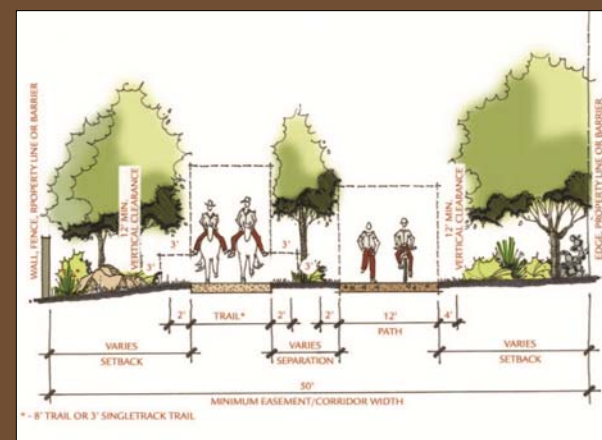 WALL, FENCE, RPOPERTY LINE OR BARRIER
12' MIN.
VERTICAL CLEARANCE
3'
3'
3'
3'
12' MIN.
VERTICAL CLEARANCE
EDGE, PROPERTY LINE OR BARRIER
2' TRAIL* 2' 2' 12' 4'
PATH
VARIES VARIES VARIES
SETBACK SEPARATION SETBACK
50'
MINIMUM EASEMENT/CORRIDOR WIDTH
* - 8' TRAIL OR 3' SINGLETRACK TRAIL